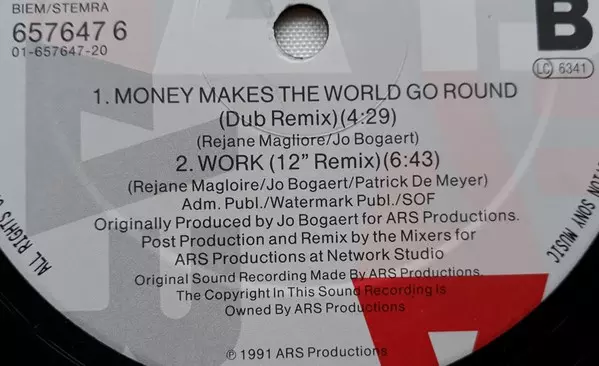 BIEM/STEMRA
657647 6
01-657647-20
B
LC 6341
1. MONEY MAKES THE WORLD GO ROUND
(Dub Remix)(4:29)
(Rejane Magliore/Jo Bogaert)
2. WORK (12" Remix)(6:43)
(Rejane Magloire/Jo Bogaert/Patrick De Meyer)
Adm. Publ./Watermark Publ./SOF
Originally Produced by Jo Bogaert for ARS Productions.
Post Production and Remix by the Mixers for
ARS Productions at Network Studio
Original Sound Recording Made By ARS Productions.
The Copyright In This Sound Recording Is
Owned By ARS Productions
℗ 1991 ARS Productions
ALL RIGHTS
SONY MUSIC